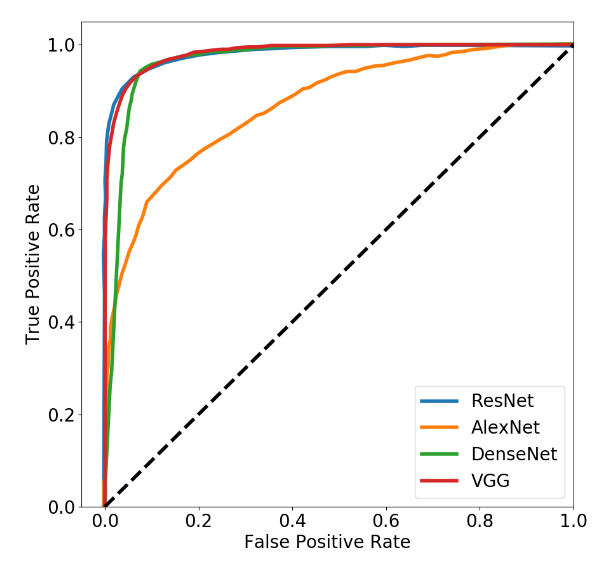 1.0
0.8
0.6
0.4
0.2
0.0
True Positive Rate
ResNet
AlexNet
DenseNet
VGG
0.0 0.2 0.4 0.6 0.8 1.0
False Positive Rate